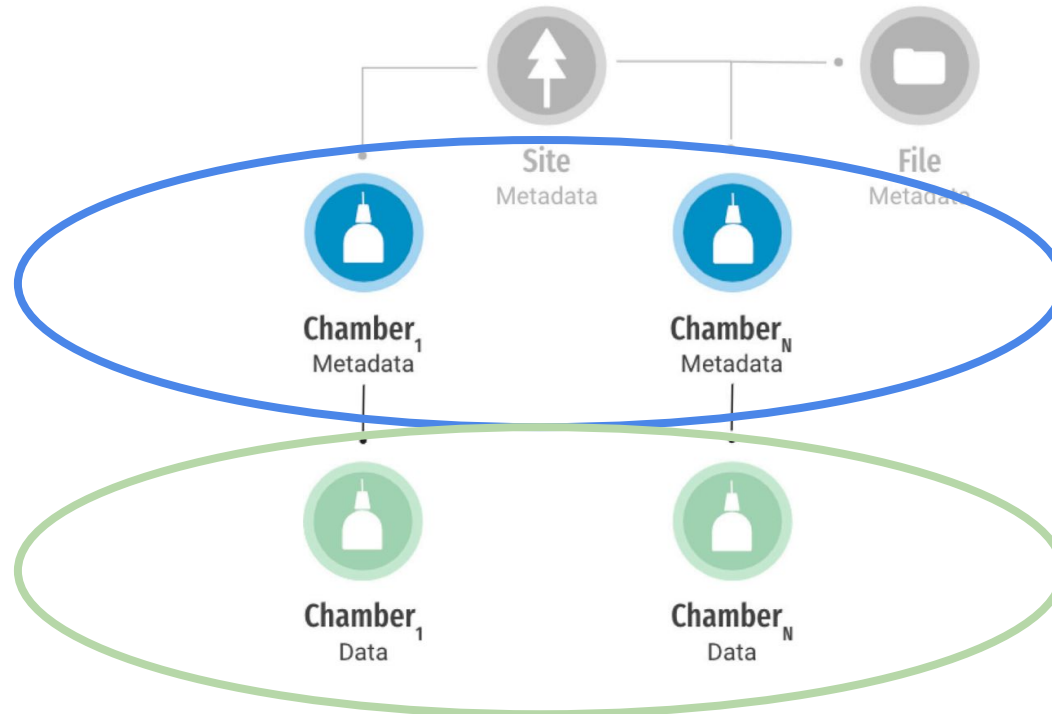 Site
Metadata
File
Metadata
Chamber1
Metadata
ChamberN
Metadata
Chamber1
Data
ChamberN
Data